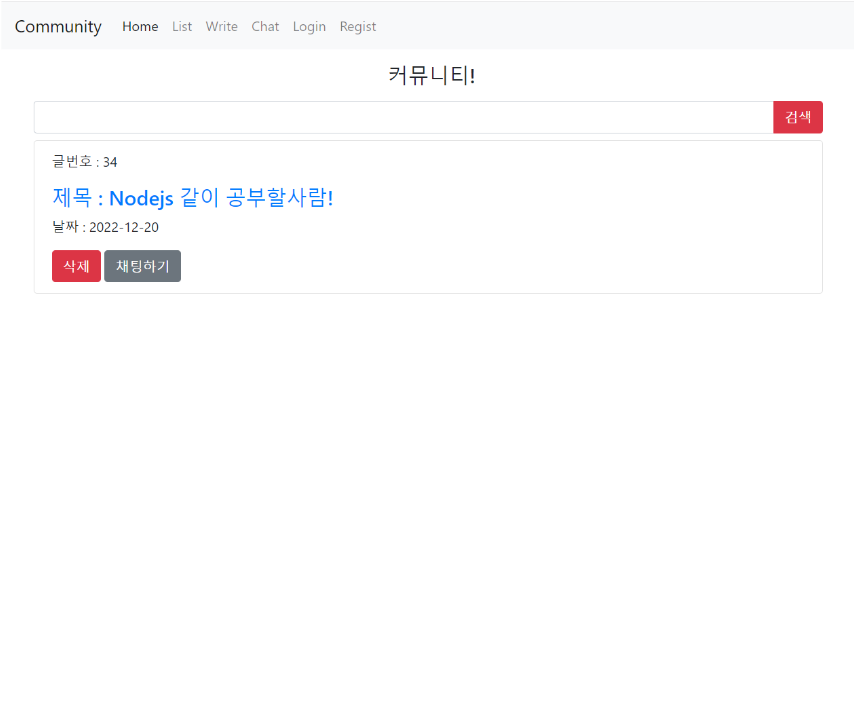 Community Home List Write Chat Login Regist
커뮤니티!
검색
글번호 : 34
제목 : Nodejs 같이 공부할사람!
날짜 : 2022-12-20
삭제 채팅하기